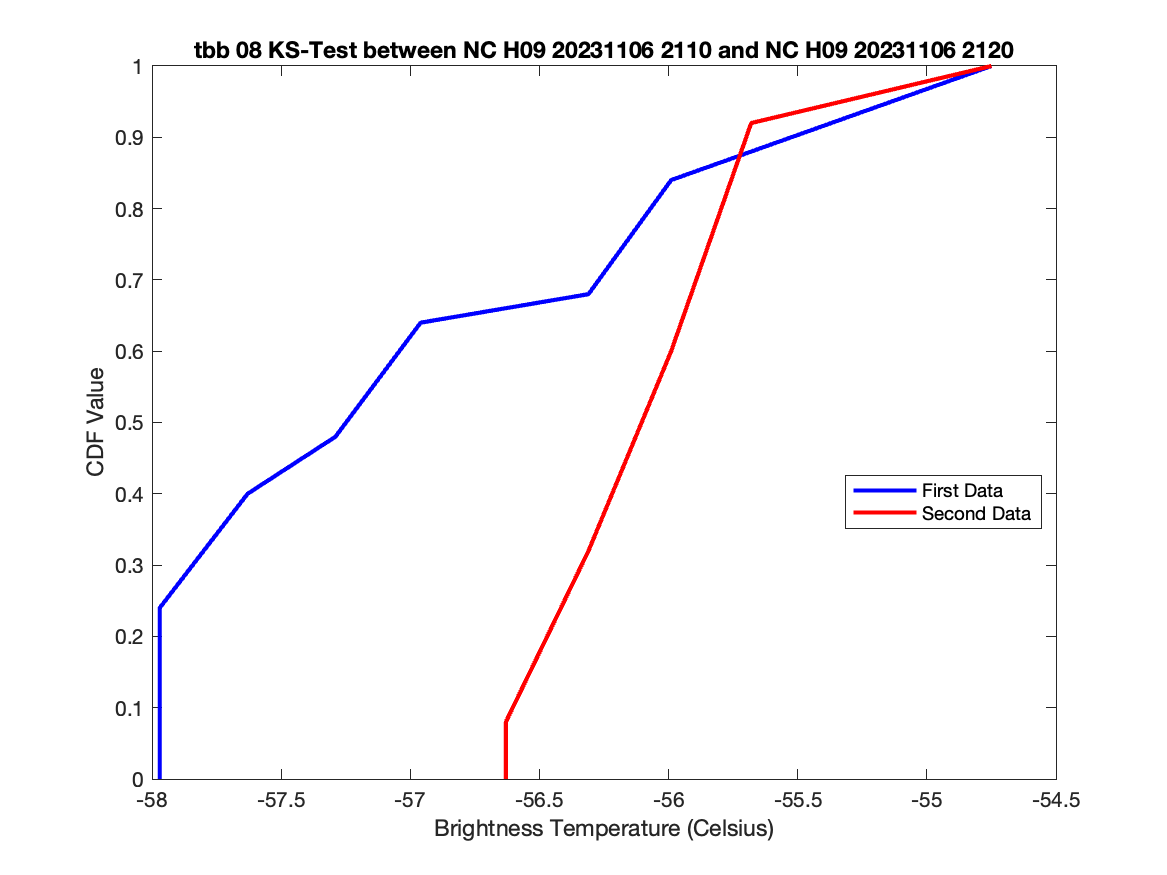 tbb 08 KS-Test between NC H09 20231106 2110 and NC H09 20231106 2120
1
0.9
0.8
0.7
0.6
0.5
0.4
0.3
0.2
0.1
0
CDF Value
First Data
Second Data
-58 -57.5 -57 -56.5 -56 -55.5 -55 -54.5
Brightness Temperature (Celsius)